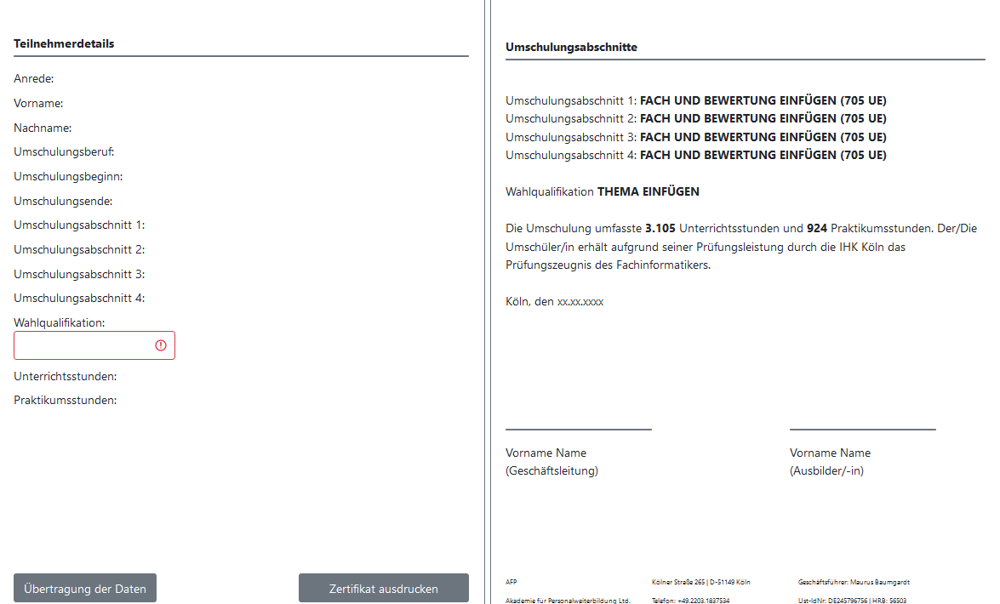 Teilnehmerdetails
Anrede:
Vorname:
Nachname:
Umschulungsberuf:
Umschulungsbeginn:
Umschulungsende:
Umschulungsabschnitt 1:
Umschulungsabschnitt 2:
Umschulungsabschnitt 3:
Umschulungsabschnitt 4:
Wahlqualifikation:
Unterrichtsstunden:
Praktikumsstunden:
Übertragung der Daten
Zertifikat ausdrucken
Umschulungsabschnitte
Umschulungsabschnitt 1: FACH UND BEWERTUNG EINFÜGEN (705 UE)
Umschulungsabschnitt 2: FACH UND BEWERTUNG EINFÜGEN (705 UE)
Umschulungsabschnitt 3: FACH UND BEWERTUNG EINFÜGEN (705 UE)
Umschulungsabschnitt 4: FACH UND BEWERTUNG EINFÜGEN (705 UE)
Wahlqualifikation THEMA EINFÜGEN
Die Umschulung umfasste 3.105 Unterrichtsstunden und 924 Praktikumsstunden. Der/Die
Umschüler/in erhält aufgrund seiner Prüfungsleistung durch die IHK Köln das
Prüfungszeugnis des Fachinformatikers.
Köln, den xx.xx.xxxx
Vorname Name
(Geschäftsleitung)
Vorname Name
(Ausbilder/-in)
AFP
Akademie für Personalweiterbildung Ltd.
Kölner Straße 265 | D-51149 Köln
Telefon: +49.2203.1837534
Geschäftsführer: Maurus Baumgardt
Ust-IdNr: DE245796756 | HRB: 56503